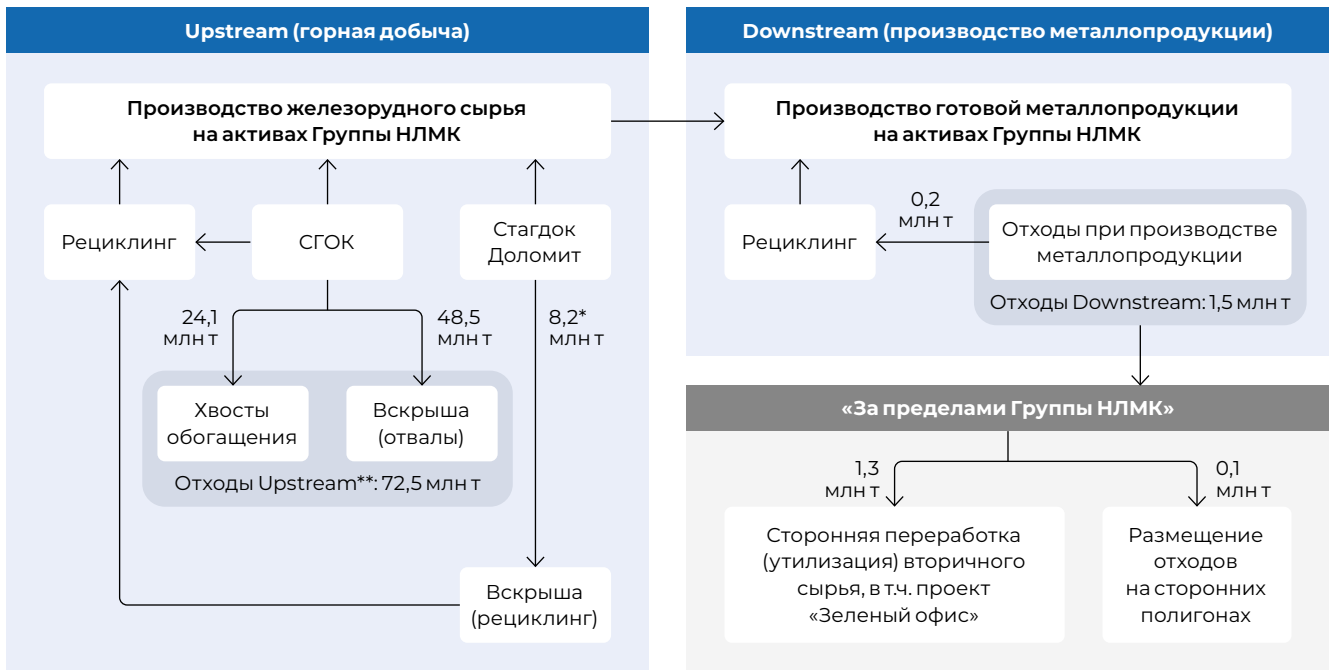 Upstream (горная добыча)
Производство железорудного сырья
на активах Группы НЛМК
Рециклинг
СГОК
Стагдок
Доломит
24,1
млн т
48,5
млн т
8,2*
млн т
Хвосты
обогащения
Вскрыша
(отвалы)
Отходы Upstream**: 72,5 млн т
Вскрыша
(рециклинг)
Downstream (производство металлопродукции)
Производство готовой металлопродукции
на активах Группы НЛМК
Рециклинг
0,2
млн т
Отходы при производстве
металлопродукции
Отходы Downstream: 1,5 млн т
«За пределами Группы НЛМК»
1,3
млн т
0,1
млн т
Сторонняя переработка
(утилизация) вторичного
сырья, в т.ч. проект
«Зеленый офис»
Размещение
отходов
на сторонних
полигонах